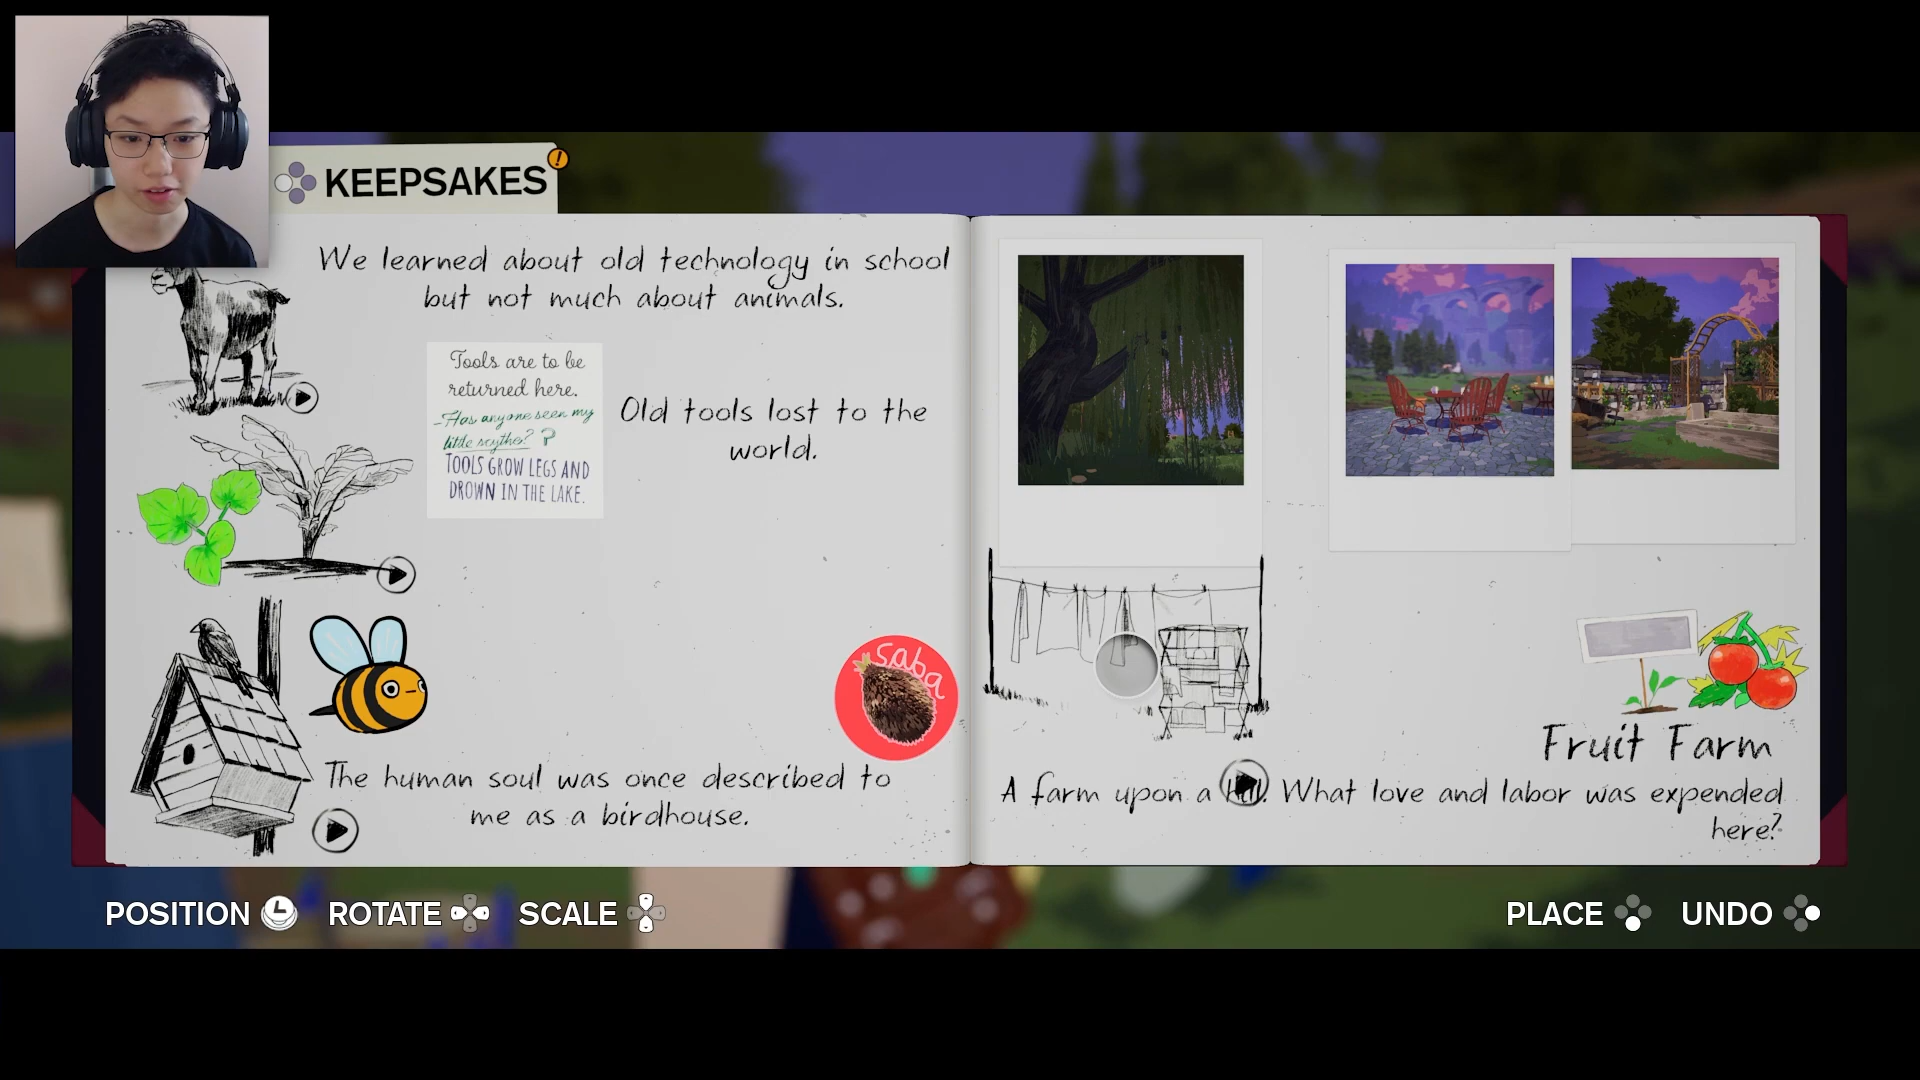 KEEPSAKES
!
We learned about old technology in school
but not much about animals.
Tools are to be
returned here.
-Has anyone seen my
little scythe? ?
TOOLS GROW LEGS AND
DROWN IN THE LAKE.
Old tools lost to the
world.
saba
The human soul was once described to
me as a birdhouse.
Fruit Farm
A farm upon a hill. What love and labor was expended
here?
POSITION L ROTATE SCALE
PLACE UNDO